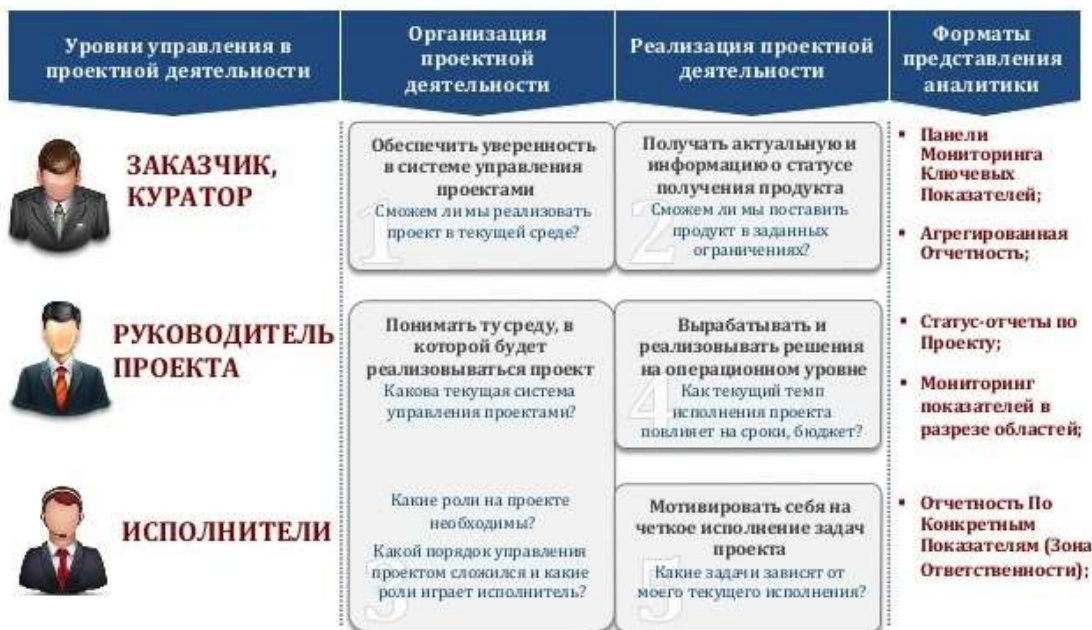 Уровни управления в
проектной деятельности
Организация
проектной
деятельности
Реализация проектной
деятельности
Форматы
представления
аналитики
ЗАКАЗЧИК,
КУРАТОР
1
Обеспечить уверенность
в системе управления
проектами
Сможем ли мы реализовать
проект в текущей среде?
2
Получать актуальную и
информацию о статусе
получения продукта
Сможем ли мы поставить
продукт в заданных
ограничениях?
▪ Панели
Мониторинга
Ключевых
Показателей;
▪ Агрегированная
Отчетность;
РУКОВОДИТЕЛЬ
ПРОЕКТА
Понимать ту среду, в
которой будет
реализовываться проект
Какова текущая система
управления проектами?
4
Вырабатывать и
реализовывать решения
на операционном уровне
Как текущий темп
исполнения проекта
повлияет на сроки, бюджет?
▪ Статус-отчеты по
Проекту;
▪ Мониторинг
показателей в
разрезе областей;
ИСПОЛНИТЕЛИ
3
Какие роли на проекте
необходимы?
Какой порядок управления
проектом сложился и какие
роли играет исполнитель?
5
Мотивировать себя на
четкое исполнение задач
проекта
Какие задачи зависят от
моего текущего исполнения?
▪ Отчетность По
Конкретным
Показателям (Зона
Ответственности);